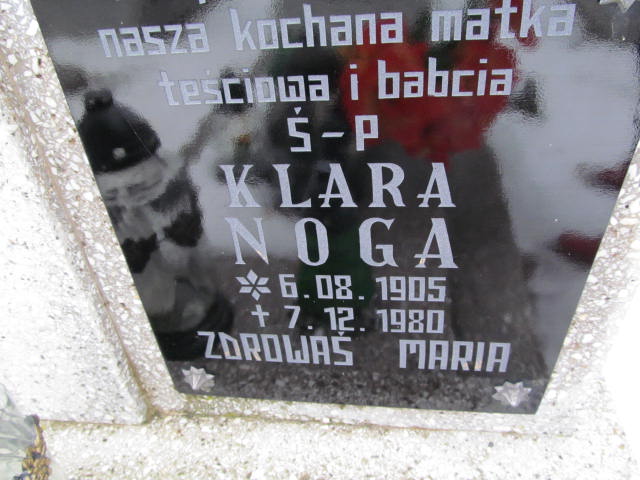 nasza kochana matka
teściowa i babcia
Ś-P
KLARA
NOGA
6.08.1905
✝ 7.12.1980
ZDROWAŚ MARIA